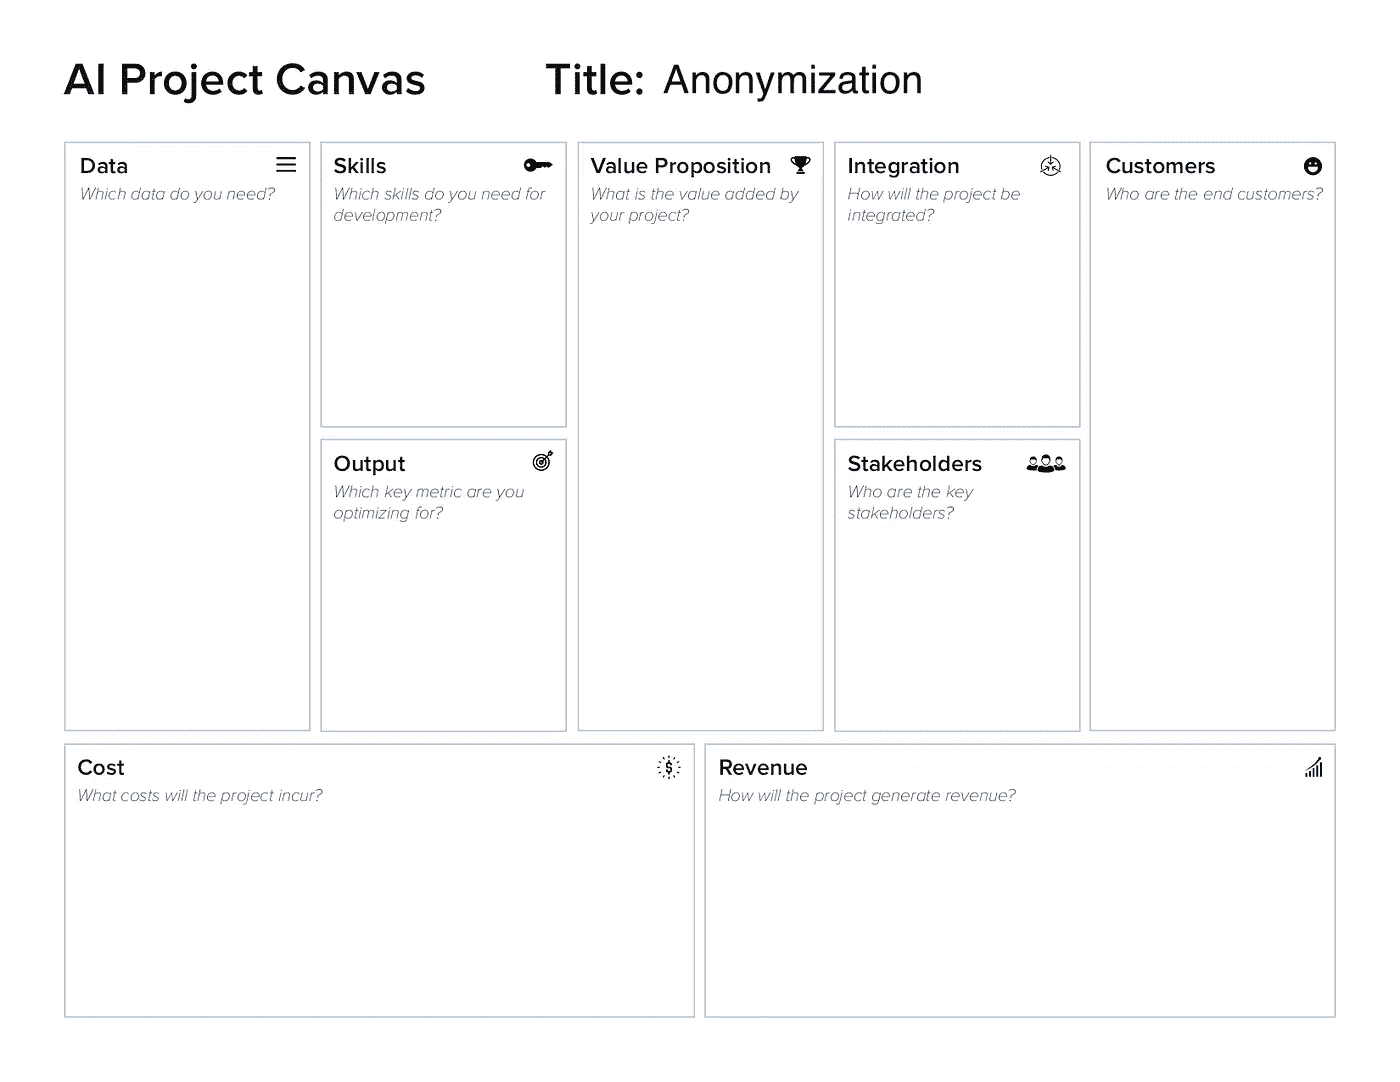 AI Project Canvas
Title: Anonymization
Data
Which data do you need?
Skills
Which skills do you need for
development?
Output
Which key metric are you
optimizing for?
Value Proposition
What is the value added by
your project?
Integration
How will the project be
integrated?
Stakeholders
Who are the key
stakeholders?
Customers
Who are the end customers?
Cost
$
What costs will the project incur?
Revenue
How will the project generate revenue?